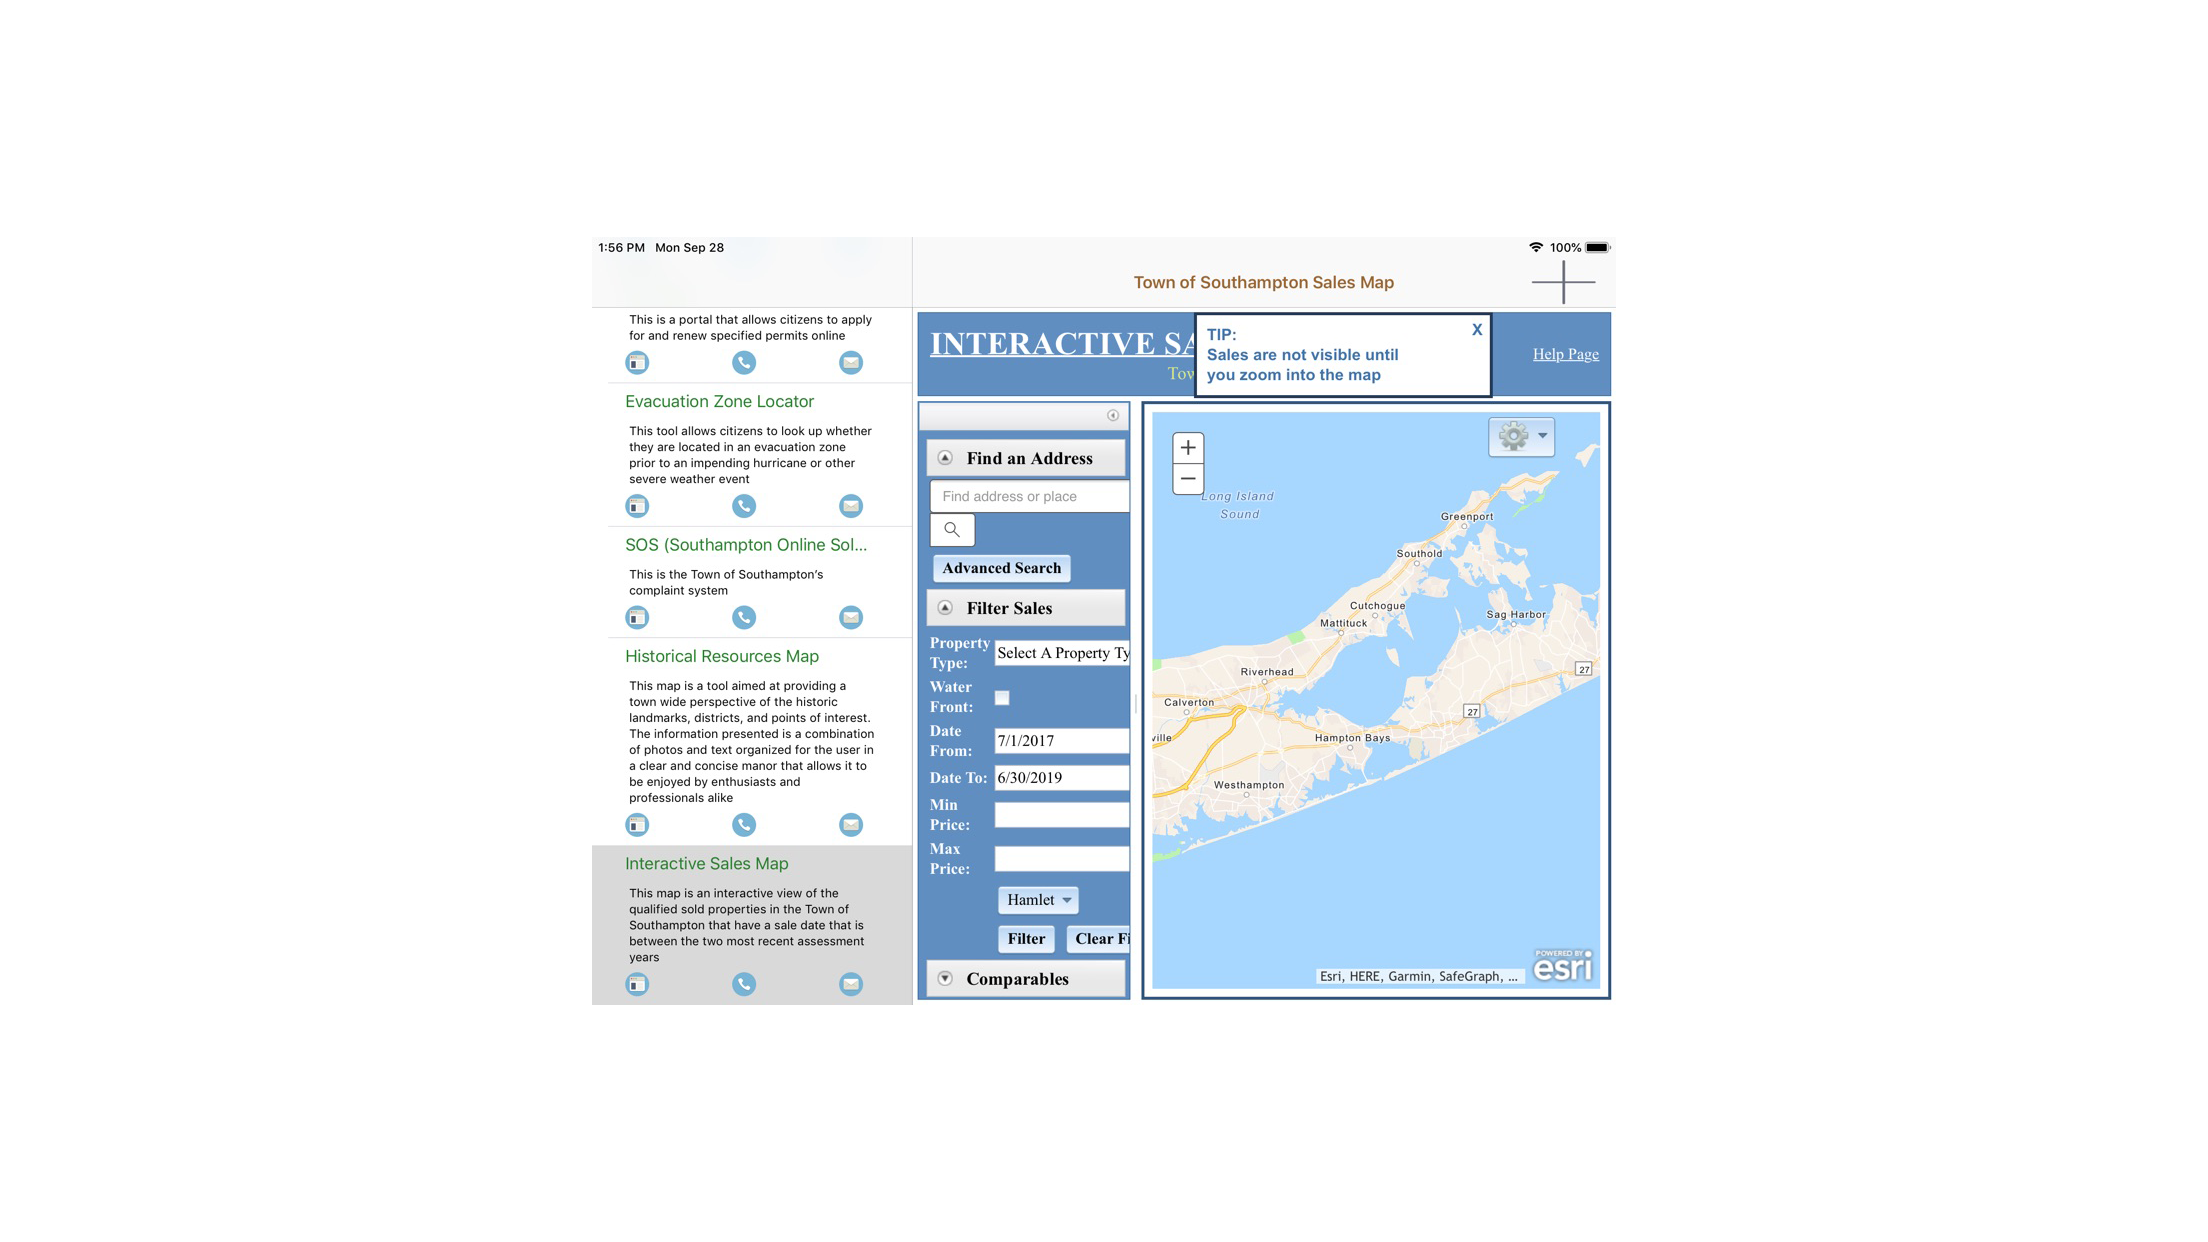 1:56 PM Mon Sep 28
100%
Town of Southampton Sales Map
This is a portal that allows citizens to apply
for and renew specified permits online
Evacuation Zone Locator
This tool allows citizens to look up whether
they are located in an evacuation zone
prior to an impending hurricane or other
severe weather event
SOS (Southampton Online Sol...
This is the Town of Southampton's
complaint system
Historical Resources Map
This map is a tool aimed at providing a
town wide perspective of the historic
landmarks, districts, and points of interest.
The information presented is a combination
of photos and text organized for the user in
a clear and concise manor that allows it to
be enjoyed by enthusiasts and
professionals alike
Interactive Sales Map
This map is an interactive view of the
qualified sold properties in the Town of
Southampton that have a sale date that is
between the two most recent assessment
years
INTERACTIVE SA
Tow
TIP:
X
Sales are not visible until
you zoom into the map
Help Page
Find an Address
Find address or place
Advanced Search
Filter Sales
Property
Type:
Select A Property Ty
Water
Front:
Date
From:
7/1/2017
Date To:
6/30/2019
Min
Price:
Max
Price:
Hamlet
Filter
Clear Fi
Comparables
+
−
Long Island
Sound
Greenport
Southold
Cutchogue
Mattituck
Sag Harbor
Riverhead
27
Calverton
27
ville
Hampton Bays
Westhampton
POWERED BY
esri
Esri, HERE, Garmin, SafeGraph, ...